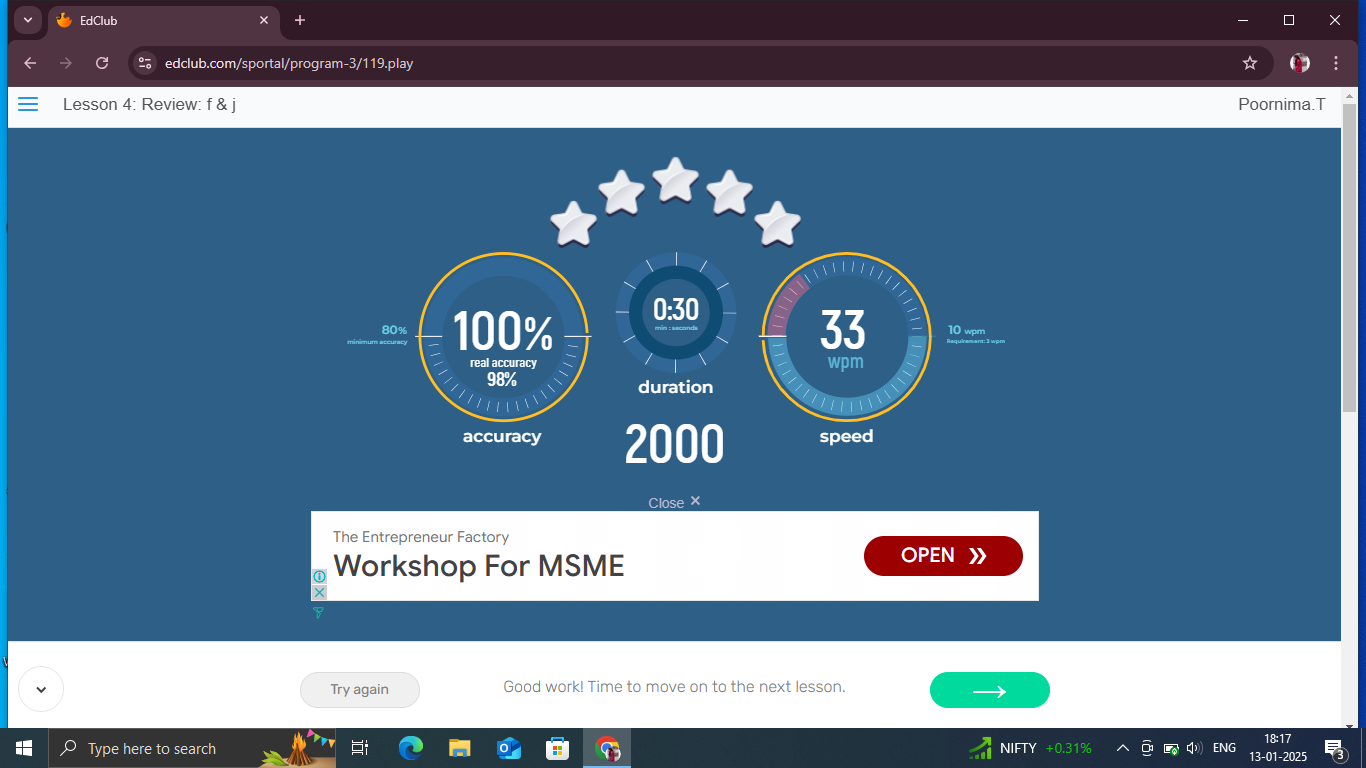 EdClub
edclub.com/sportal/program-3/119.play
Lesson 4: Review: f & j
Poornima.T
80%
minimum accuracy
100%
real accuracy
98%
accuracy
0:30
min : seconds
duration
2000
33
wpm
speed
10 wpm
Requirement: 3 wpm
Close ×
The Entrepreneur Factory
Workshop For MSME
OPEN »
Try again
Good work! Time to move on to the next lesson.
Type here to search
NIFTY +0.31%
ENG
18:17
13-01-2025
3